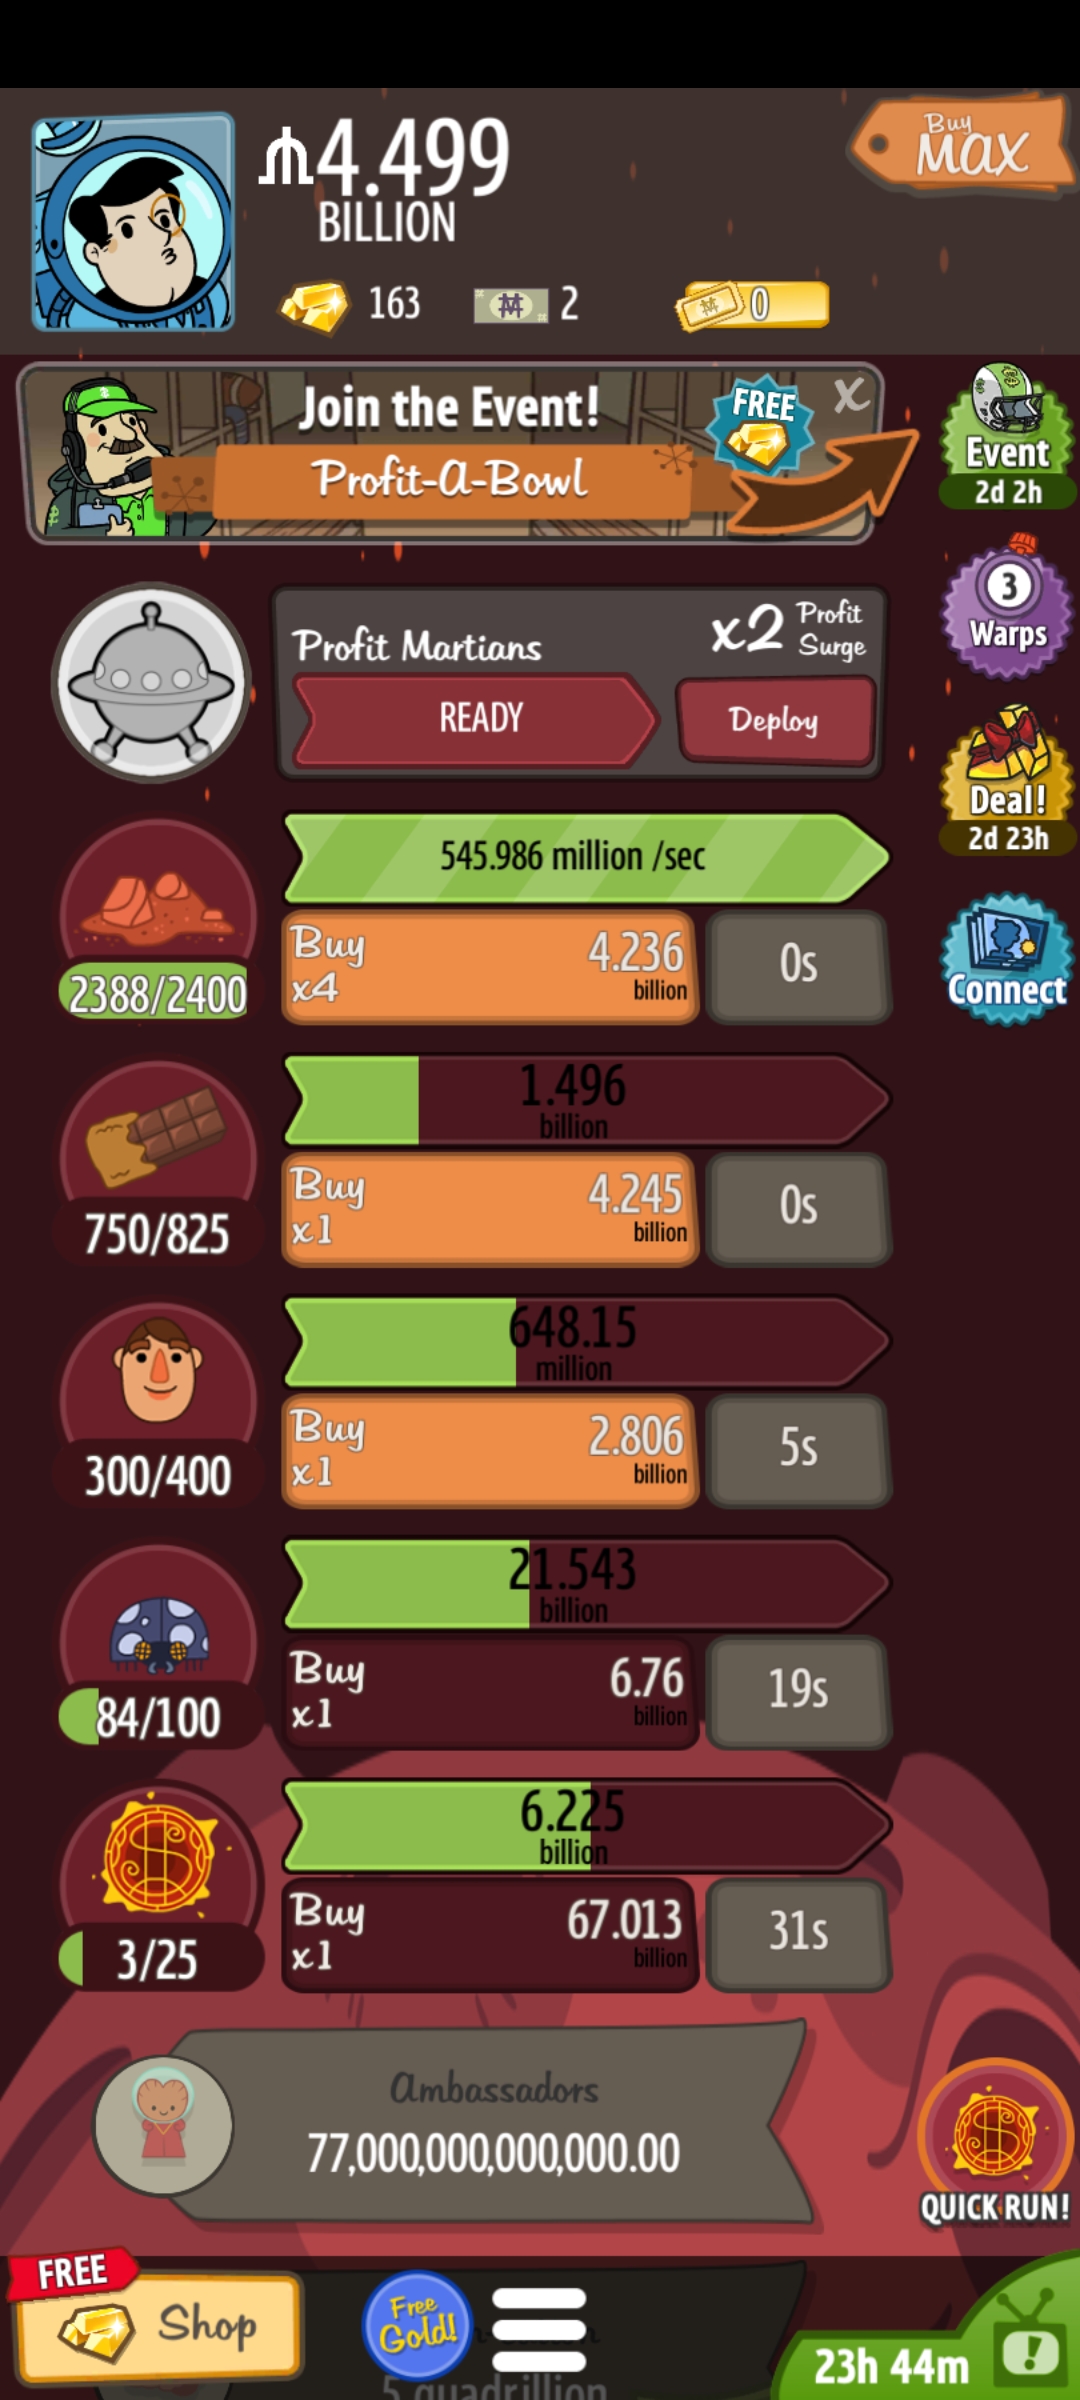 4.499
BILLION
Buy
MAX
163
2
0
Join the Event!
FREE
X
Profit-A-Bowl
Event
2d 2h
3
Warps
Profit Martians
x2 Profit
Surge
READY
Deploy
Deal!
2d 23h
545.986 million /sec
Buy
x4
4.236
billion
0s
2388/2400
Connect
1.496
billion
Buy
x1
4.245
billion
0s
750/825
648.15
million
Buy
x1
2.806
billion
5s
300/400
21.543
billion
Buy
x1
6.76
billion
19s
84/100
6.225
billion
Buy
x1
67.013
billion
31s
3/25
Ambassadors
77,000,000,000,000.00
QUICK RUN!
FREE
Shop
Free
Gold!
23h 44m
5 quadrillion